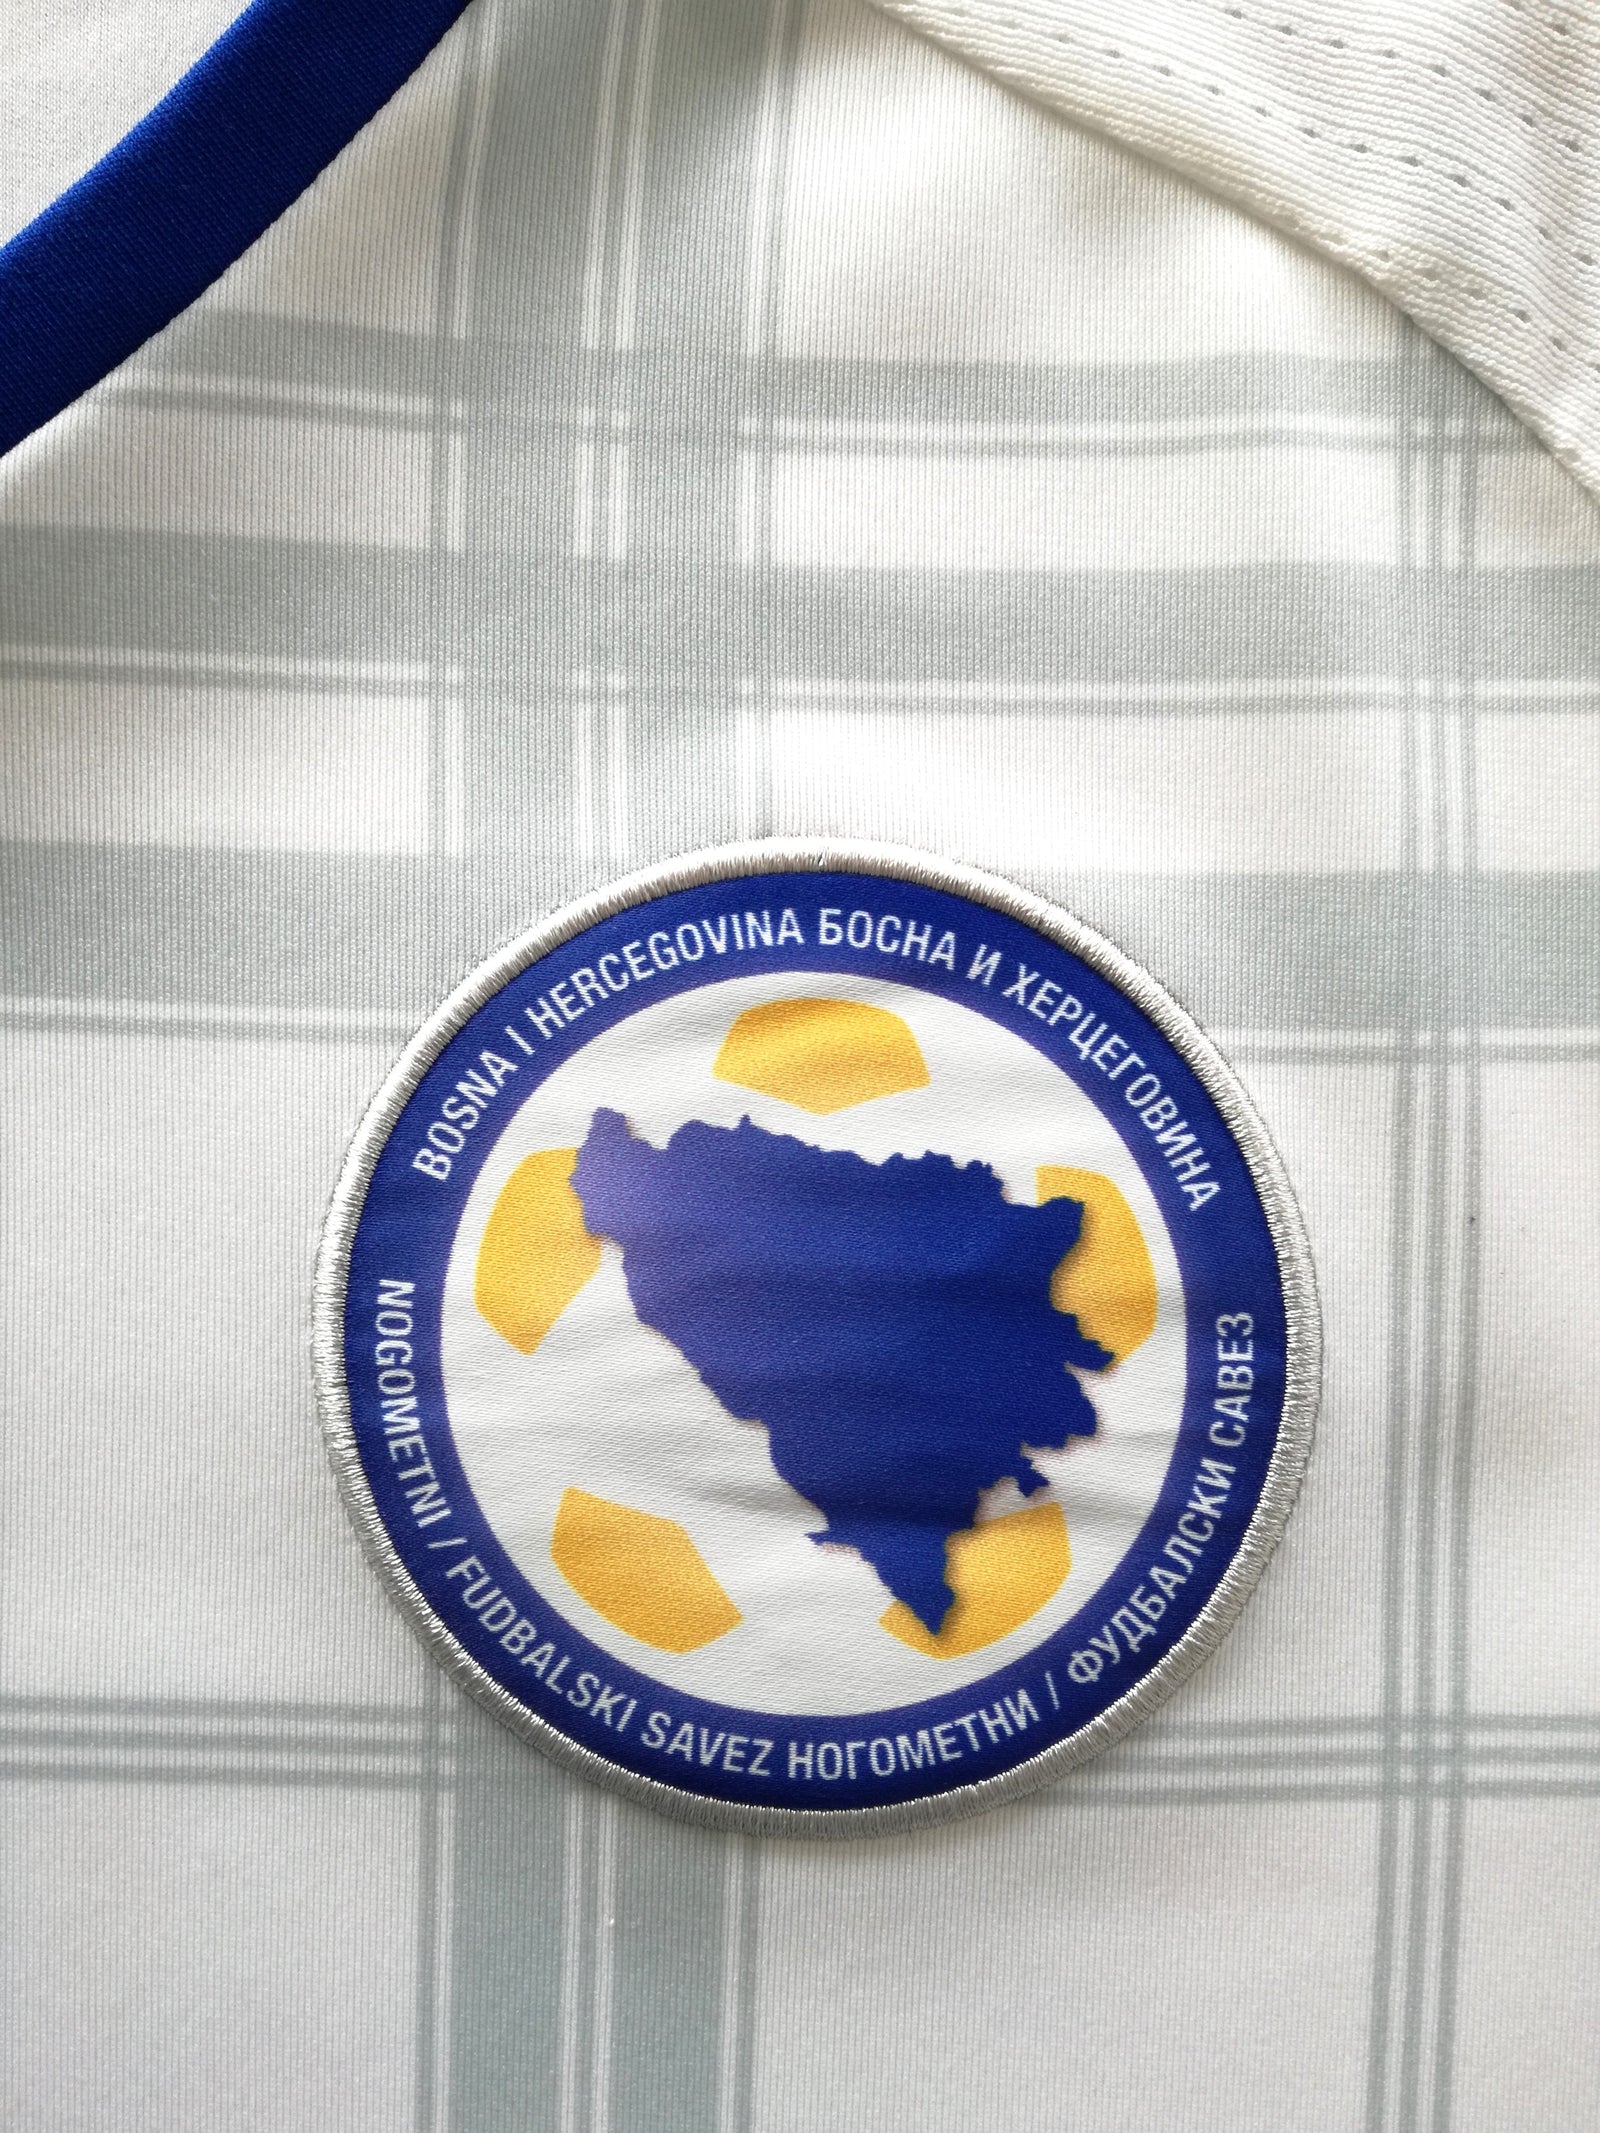 BOSNA I HERCEGOVINA БОСНА И ХЕРЦЕГОВИНА
NOGOMETNI / FUDBALSKI SAVEZ НОГОМЕТНИ / ФУДБАЛСКИ САВЕЗ